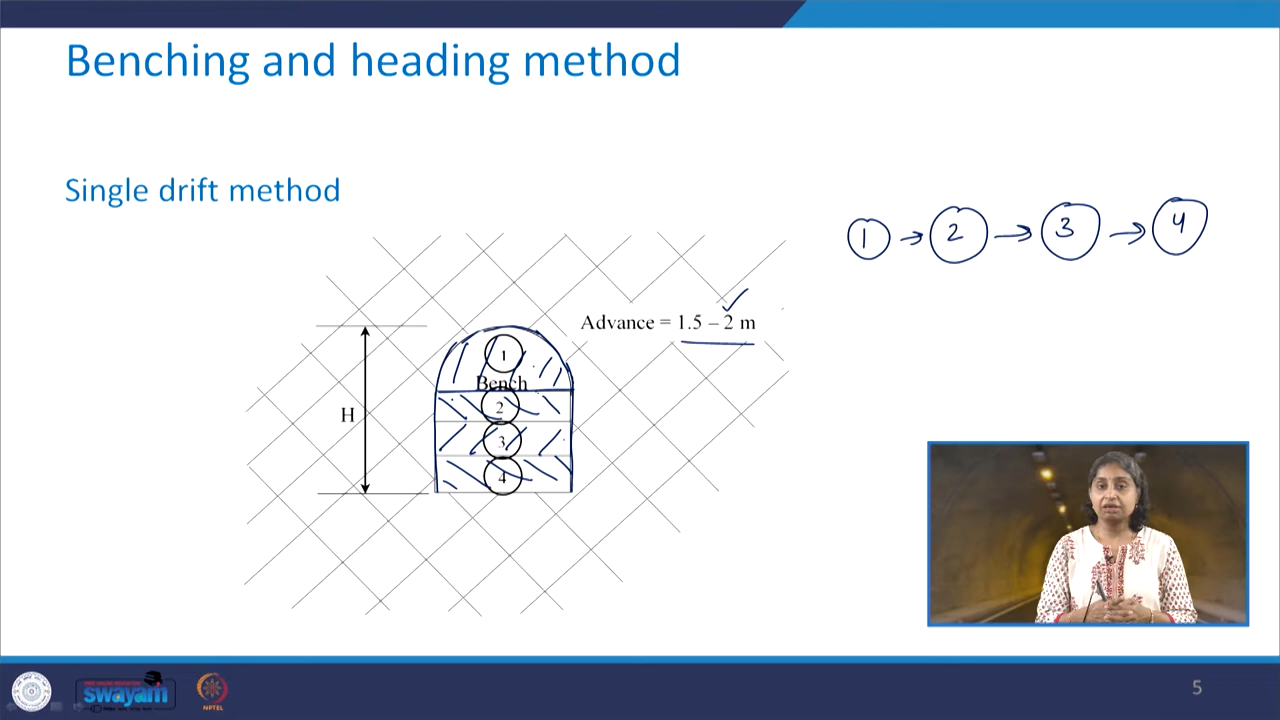 Benching and heading method
Single drift method
1 → 2 → 3 → 4
Advance = 1.5 – 2 m
1
Bench
2
H
3
4
swayam
NPTEL
5